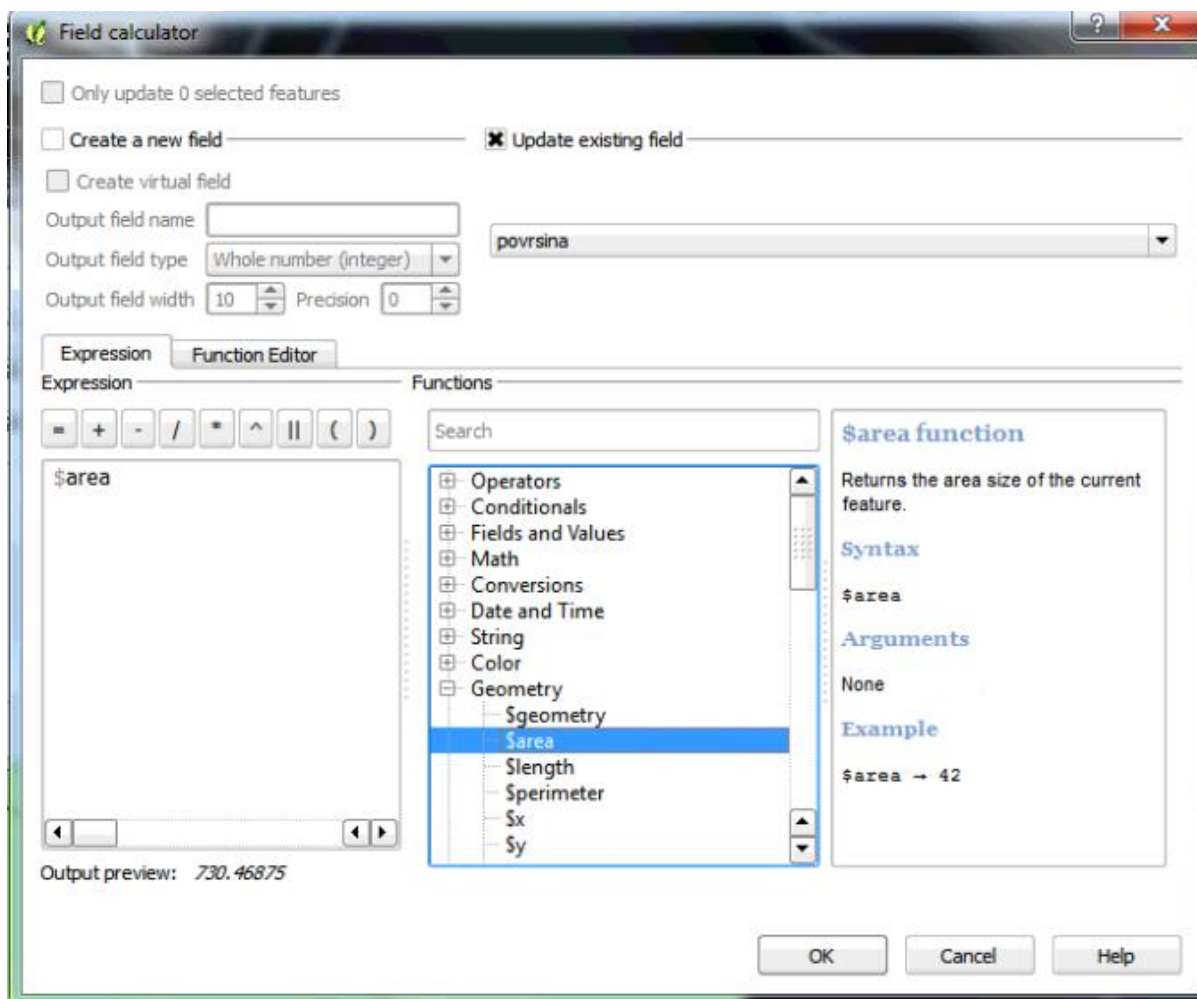 Field calculator
Only update 0 selected features
Create a new field
Update existing field
Create virtual field
Output field name
povrsina
Output field type Whole number (integer)
Output field width 10 Precision 0
Expression Function Editor
Expression
Functions
= + - / * ^ || ( )
$area
Output preview: 730.46875
Search
Operators
Conditionals
Fields and Values
Math
Conversions
Date and Time
String
Color
Geometry
$geometry
$area
$length
$perimeter
$x
$y
$area function
Returns the area size of the current
feature.
Syntax
$area
Arguments
None
Example
$area → 42
OK Cancel Help